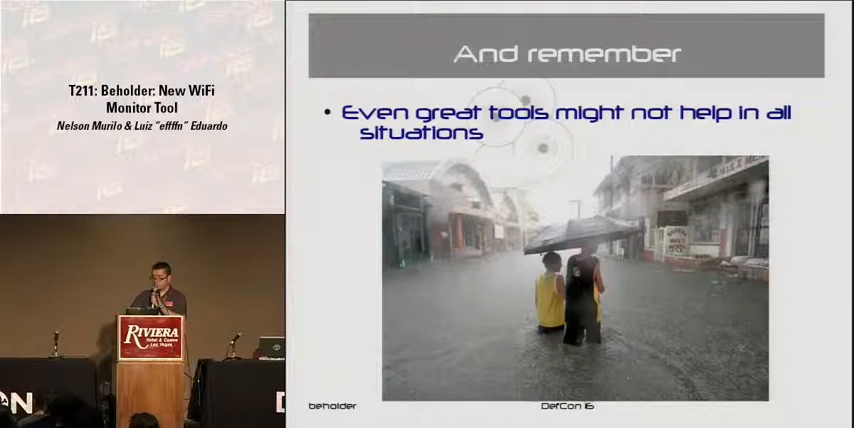 T211: Beholder: New WiFi
Monitor Tool
Nelson Murilo & Luiz "effffn" Eduardo
And remember
• Even great tools might not help in all
situations
RIVIERA
Hotel & Casino
Las Vegas
beholder
DefCon 16